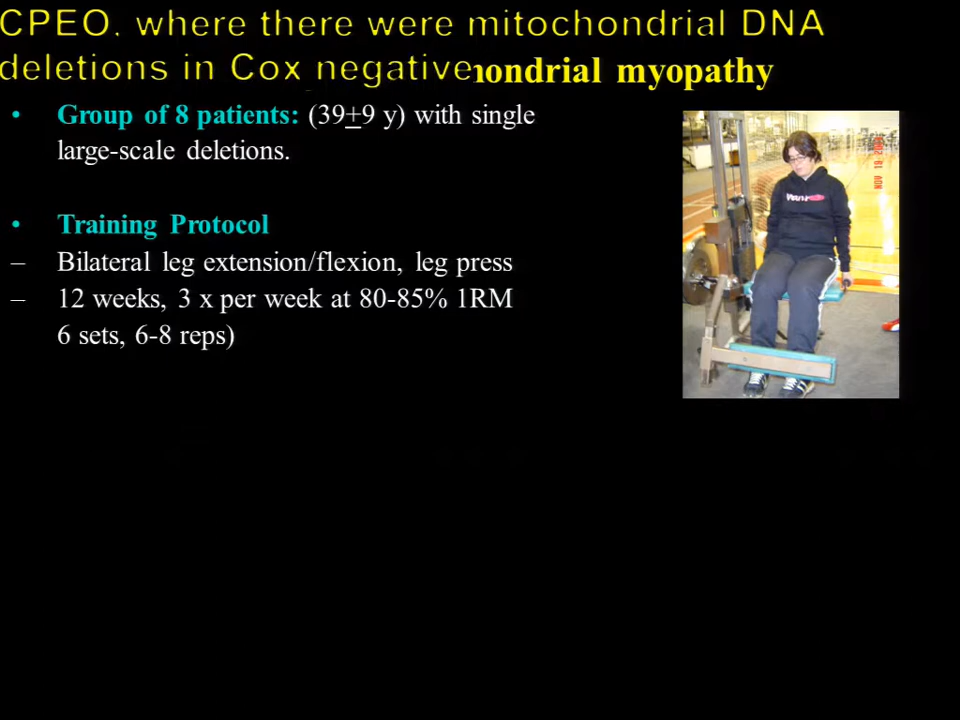 CPEO. where there were mitochondrial DNA
deletions in Cox negative
hondrial myopathy
• Group of 8 patients: (39+9 y) with single
large-scale deletions.
• Training Protocol
– Bilateral leg extension/flexion, leg press
– 12 weeks, 3 x per week at 80-85% 1RM
6 sets, 6-8 reps)